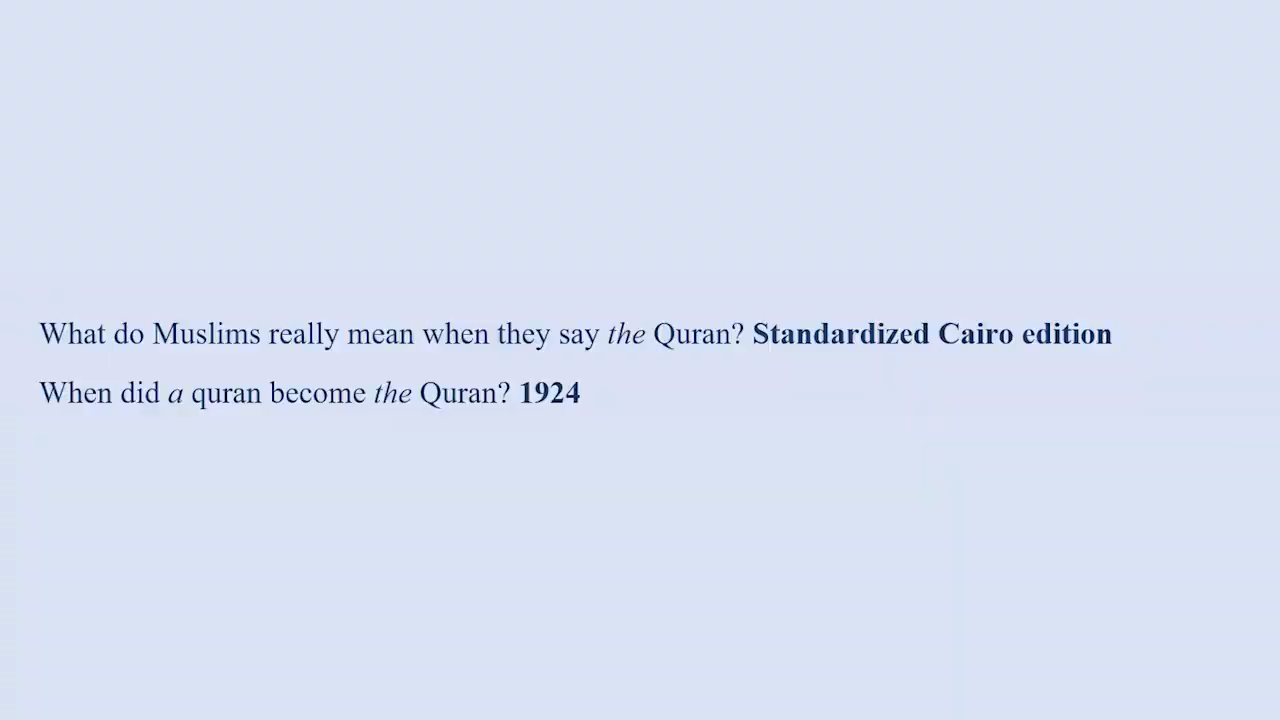 What do Muslims really mean when they say the Quran? Standardized Cairo edition
When did a quran become the Quran? 1924